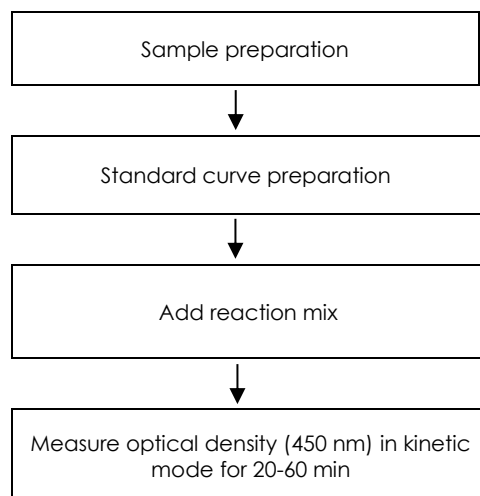 Sample preparation
Standard curve preparation
Add reaction mix
Measure optical density (450 nm) in kinetic
mode for 20-60 min